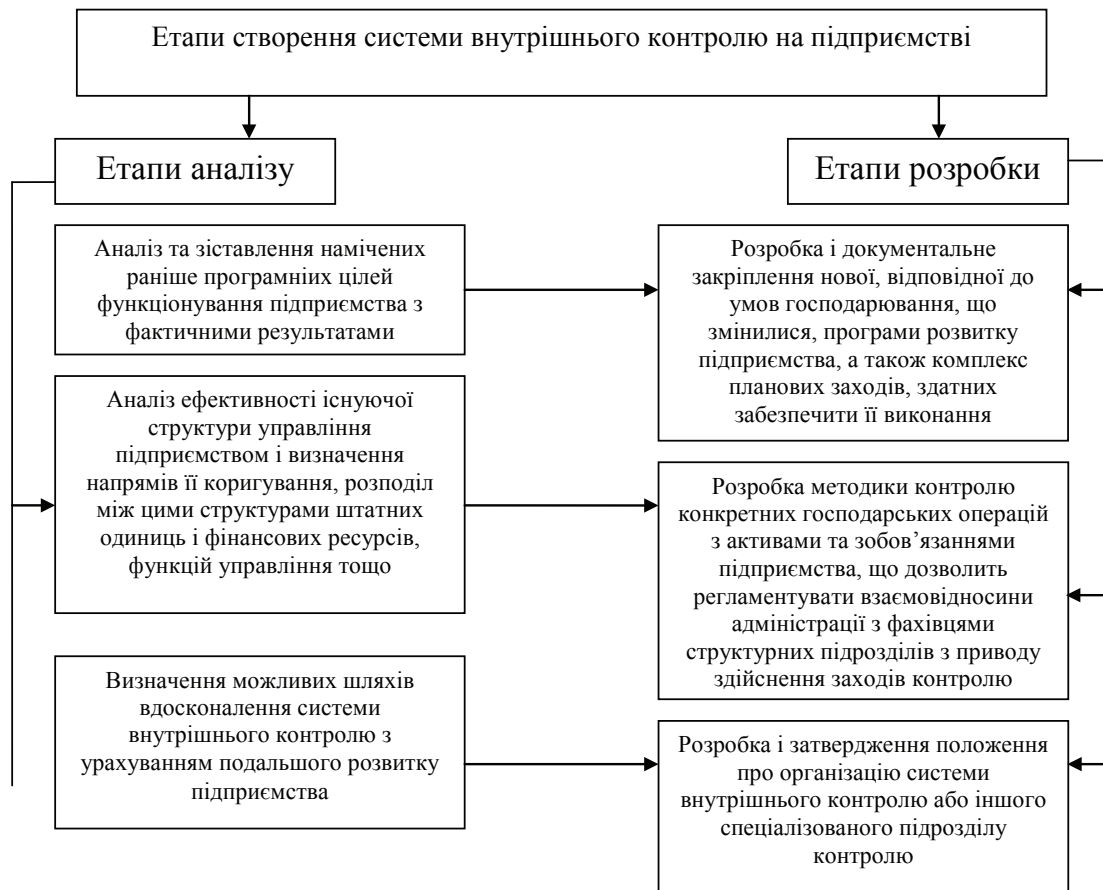 Етапи створення системи внутрішнього контролю на підприємстві
Етапи аналізу
Етапи розробки
Аналіз та зіставлення намічених
раніше програмніих цілей
функціонування підприємства з
фактичними результатами
Розробка і документальне
закріплення нової, відповідної до
умов господарювання, що
змінилися, програми розвитку
підприємства, а також комплекс
планових заходів, здатних
забезпечити її виконання
Аналіз ефективності існуючої
структури управління
підприємством і визначення
напрямів її коригування, розподіл
між цими структурами штатних
одиниць і фінансових ресурсів,
функцій управління тощо
Розробка методики контролю
конкретних господарських операцій
з активами та зобов’язаннями
підприємства, що дозволить
регламентувати взаємовідносини
адміністрації з фахівцями
структурних підрозділів з приводу
здійснення заходів контролю
Визначення можливих шляхів
вдосконалення системи
внутрішнього контролю з
урахуванням подальшого розвитку
підприємства
Розробка і затвердження положення
про організацію системи
внутрішнього контролю або іншого
спеціалізованого підрозділу
контролю